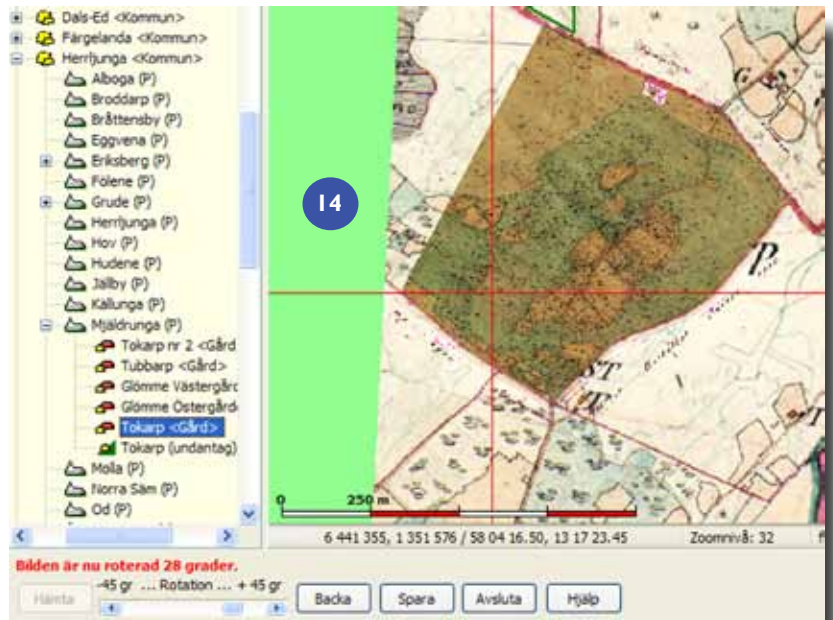 Dals-Ed <Kommun>
Färgelanda <Kommun>
Herrljunga <Kommun>
Alboga (P)
Broddarp (P)
Bråttensby (P)
Eggvena (P)
Eriksberg (P)
Fölene (P)
Grude (P)
Herrljunga (P)
Hov (P)
Hudene (P)
Jällby (P)
Källunga (P)
Mjäldrunga (P)
Tokarp nr 2 <Gård
Tubbarp <Gård>
Glömme Västergård
Glömme Östergård
Tokarp <Gård>
Tokarp (undantag)
Molla (P)
Norra Säm (P)
Od (P)
14
G
P
ST
T
T
0 250 m
6 441 355, 1 351 576 / 58 04 16.50, 13 17 23.45 Zoomnivå: 32
Bilden är nu roterad 28 grader.
Hämta -45 gr ... Rotation ... + 45 gr Backa Spara Avsluta Hjälp